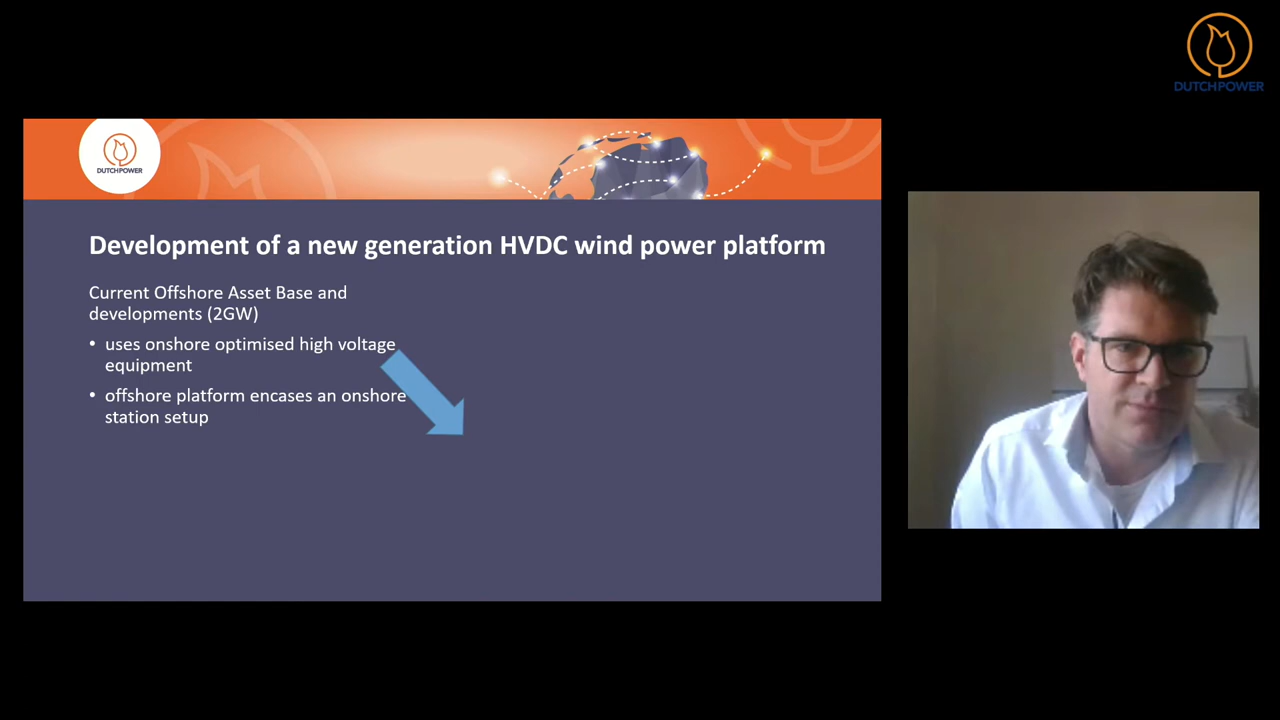 DUTCHPOWER
DUTCHPOWER
Development of a new generation HVDC wind power platform
Current Offshore Asset Base and
developments (2GW)
• uses onshore optimised high voltage
equipment
• offshore platform encases an onshore
station setup